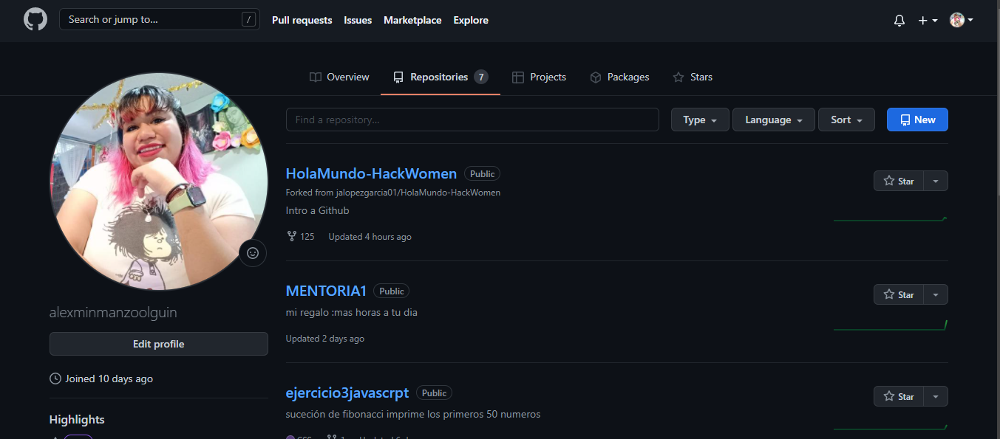 Search or jump to... /
Pull requests Issues Marketplace Explore
Overview Repositories 7 Projects Packages Stars
Find a repository... Type Language Sort New
HolaMundo-HackWomen Public Star
Forked from jalopezgarcia01/HolaMundo-HackWomen
Intro a Github
125 Updated 4 hours ago
MENTORIA1 Public Star
mi regalo :mas horas a tu dia
Updated 2 days ago
ejercicio3javascrpt Public Star
suceción de fibonacci imprime los primeros 50 numeros
CSS 1
alexminmanzoolguin
Edit profile
Joined 10 days ago
Highlights